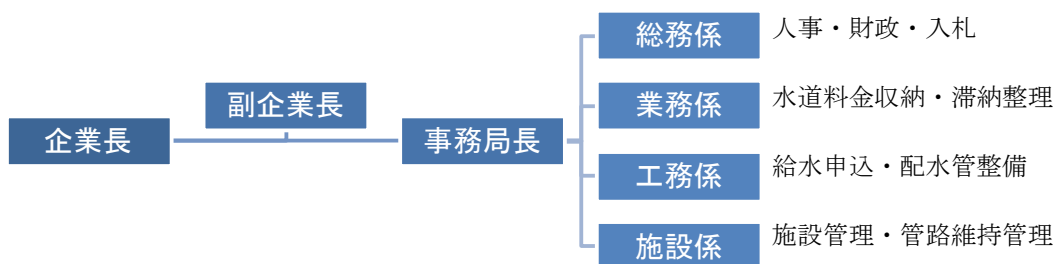 企業長
副企業長
事務局長
総務係 人事・財政・入札
業務係 水道料金収納・滞納整理
工務係 給水申込・配水管整備
施設係 施設管理・管路維持管理